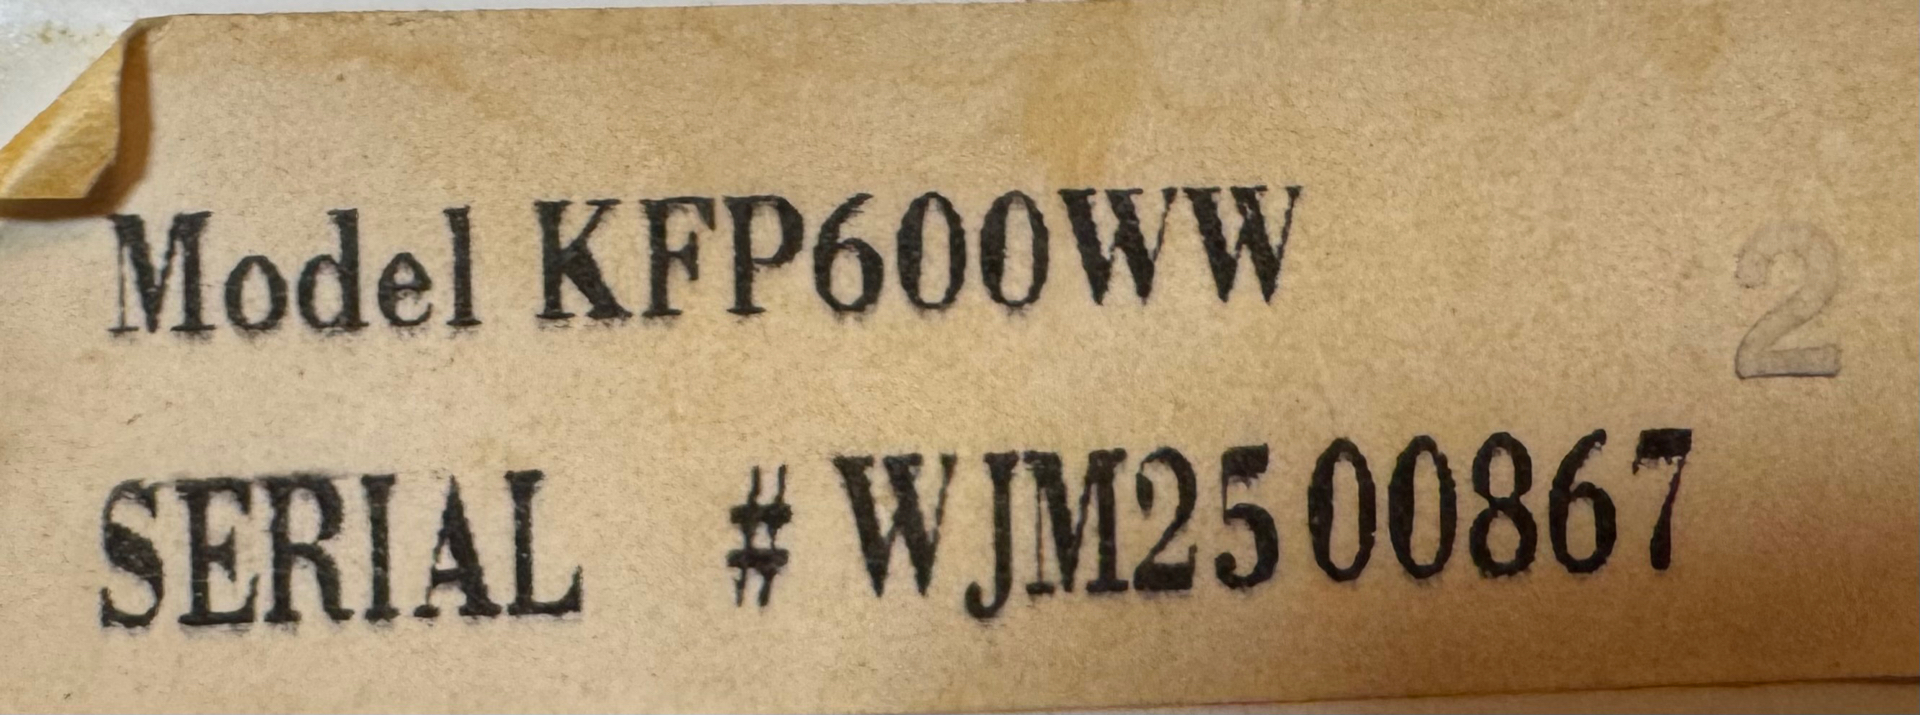 Model KFP600WW
2
SERIAL # WJM2500867